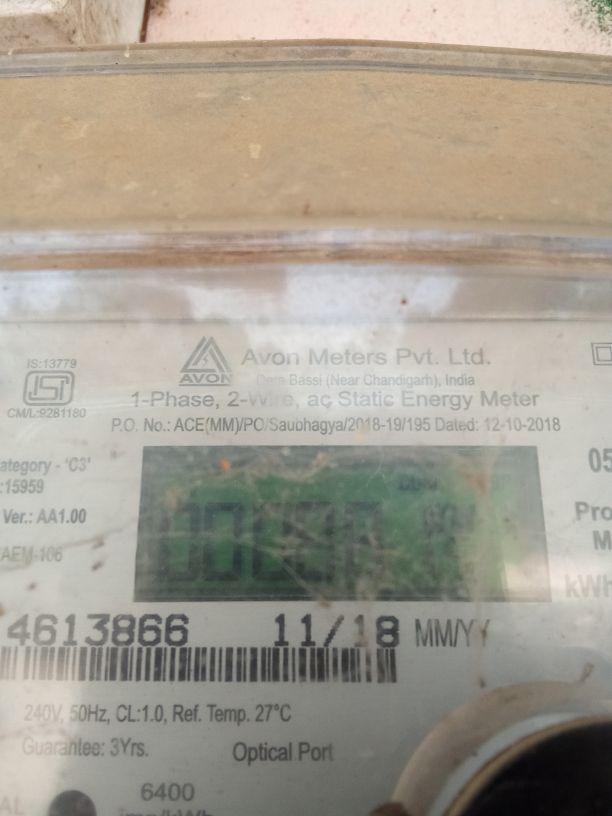 IS:13779
CM/L:9281180
AVON
Avon Meters Pvt. Ltd.
Dera Bassi (Near Chandigarh), India
1-Phase, 2-Wire, ac Static Energy Meter
P.O. No.: ACE(MM)/PO/Saubhagya/2018-19/195 Dated: 12-10-2018
ategory - 'C3'
:15959
Ver.: AA1.00
AEM-106
05
Pro
M
kWh
4613866 11/18 MM/YY
240V, 50Hz, CL:1.0, Ref. Temp. 27°C
Guarantee: 3Yrs. Optical Port
6400
imp/kWh